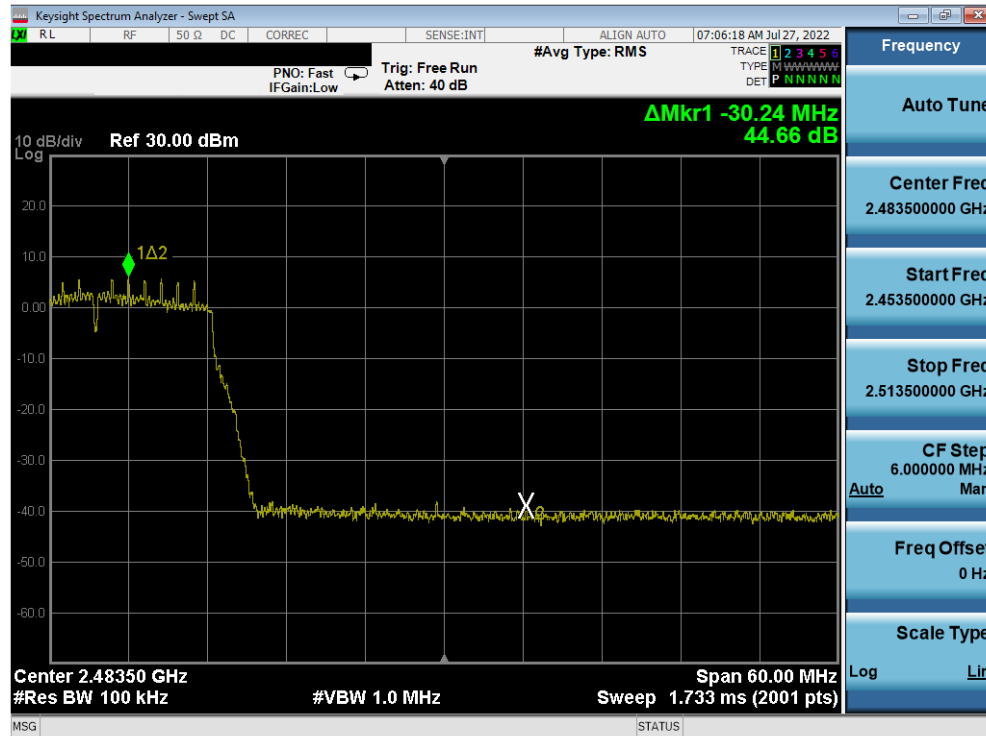 Keysight Spectrum Analyzer - Swept SA
LXI RL RF 50 Ω DC CORREC SENSE:INT ALIGN AUTO 07:06:18 AM Jul 27, 2022
#Avg Type: RMS
TRACE 1 2 3 4 5 6
TYPE M W W W W W
DET P N N N N N
PNO: Fast
IFGain:Low
Trig: Free Run
Atten: 40 dB
ΔMkr1 -30.24 MHz
44.66 dB
10 dB/div
Log
Ref 30.00 dBm
20.0
10.0
0.00
-10.0
-20.0
-30.0
-40.0
-50.0
-60.0
1Δ2
X2
Center 2.48350 GHz
#Res BW 100 kHz
#VBW 1.0 MHz
Span 60.00 MHz
Sweep 1.733 ms (2001 pts)
MSG
STATUS
Frequency
Auto Tune
Center Freq
2.483500000 GHz
Start Freq
2.453500000 GHz
Stop Freq
2.513500000 GHz
CF Step
6.000000 MHz
Auto Man
Freq Offset
0 Hz
Scale Type
Log Lin